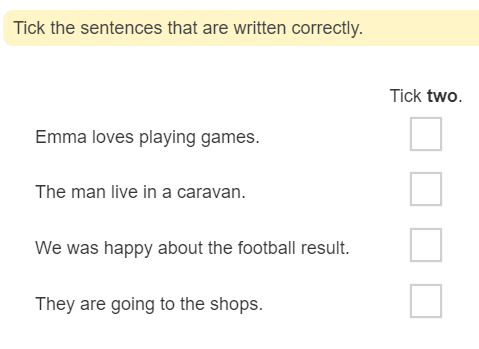 Tick the sentences that are written correctly.
Tick two.
Emma loves playing games.
The man live in a caravan.
We was happy about the football result.
They are going to the shops.